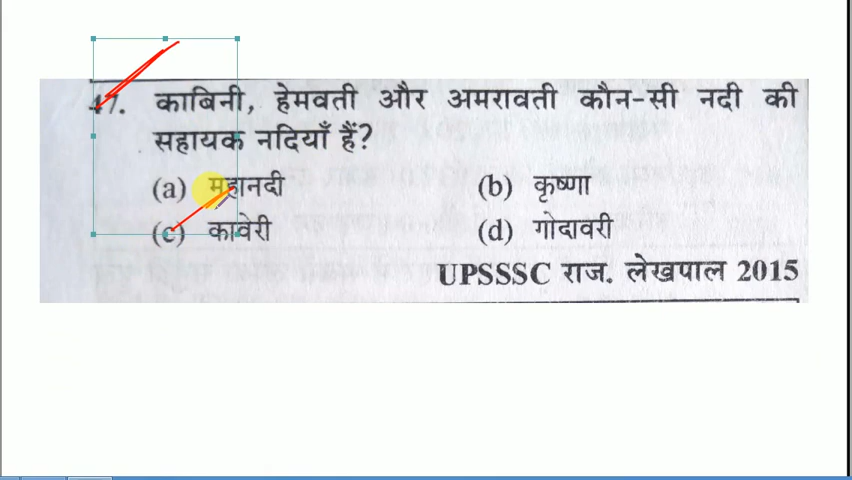 47. काबिनी, हेमवती और अमरावती कौन-सी नदी की
सहायक नदियाँ हैं?
(a) महानदी (b) कृष्णा
(c) कावेरी (d) गोदावरी
UPSSSC राज. लेखपाल 2015